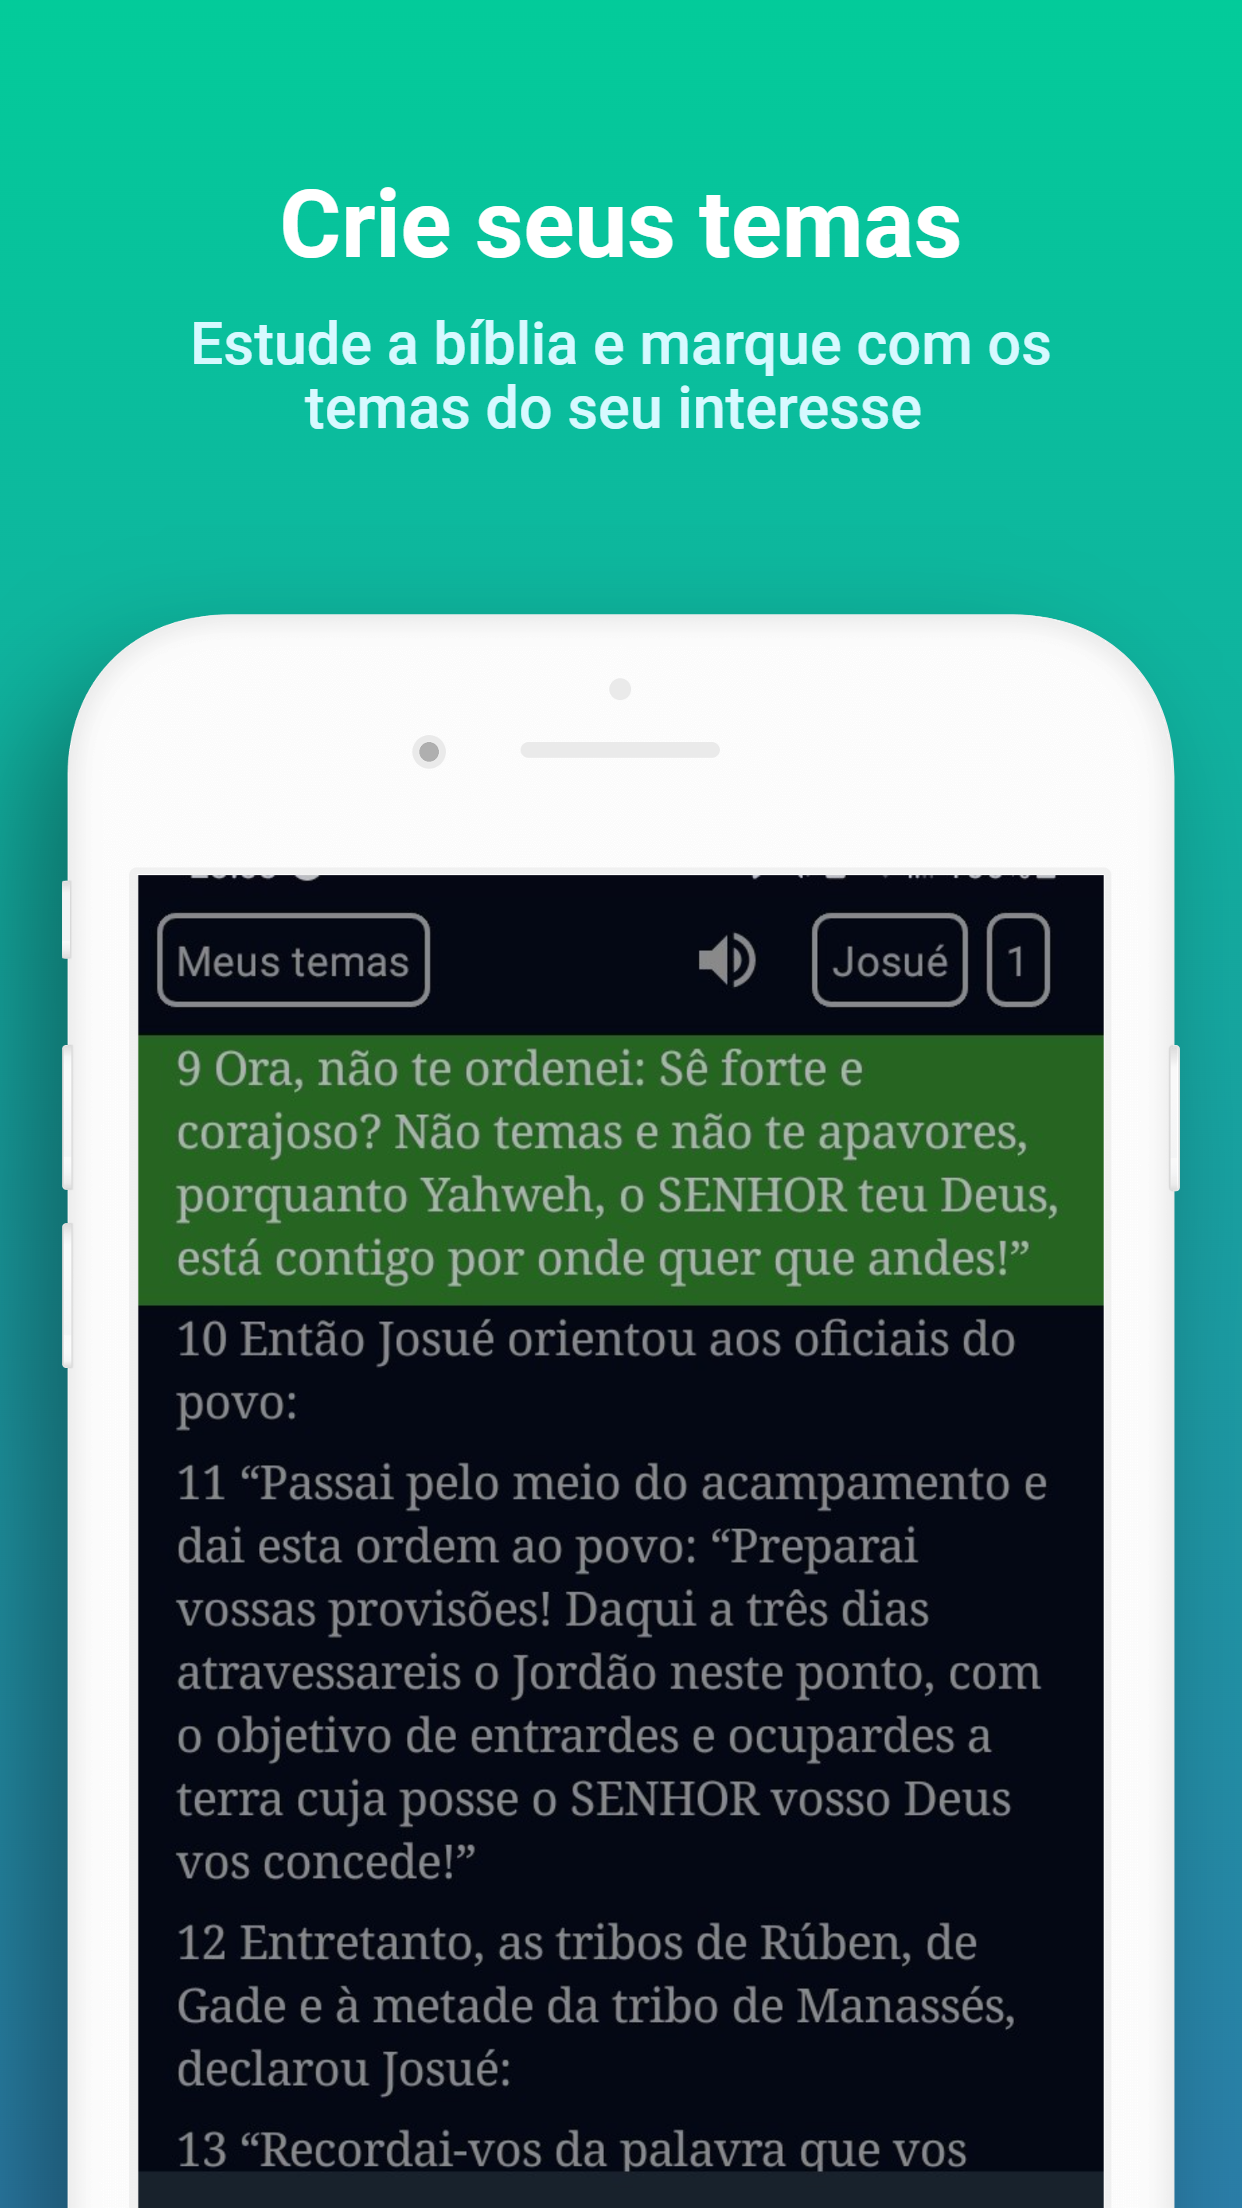 Crie seus temas
Estude a bíblia e marque com os
temas do seu interesse
Meus temas
Josué
1
9 Ora, não te ordenei: Sê forte e
corajoso? Não temas e não te apavores,
porquanto Yahweh, o SENHOR teu Deus,
está contigo por onde quer que andes!”
10 Então Josué orientou aos oficiais do
povo:
11 “Passai pelo meio do acampamento e
dai esta ordem ao povo: “Preparai
vossas provisões! Daqui a três dias
atravessareis o Jordão neste ponto, com
o objetivo de entrardes e ocupardes a
terra cuja posse o SENHOR vosso Deus
vos concede!”
12 Entretanto, as tribos de Rúben, de
Gade e à metade da tribo de Manassés,
declarou Josué:
13 “Recordai-vos da palavra que vos